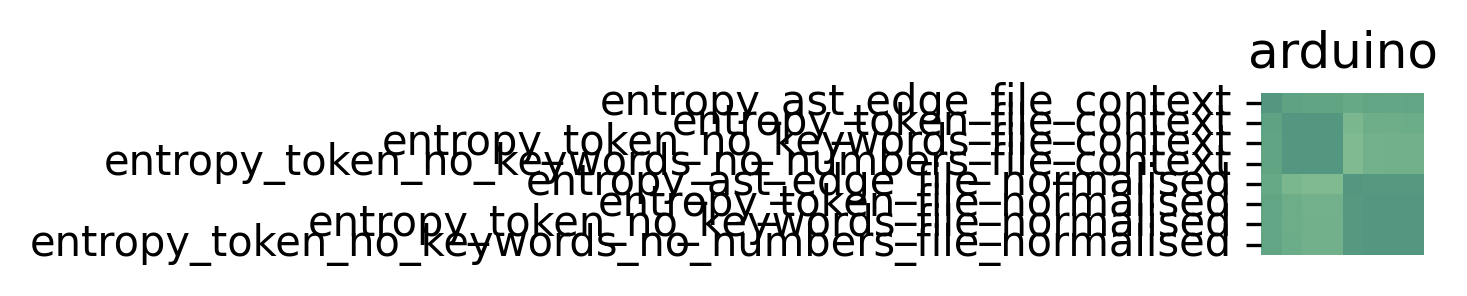 arduino
entropy_ast_edge_file_context
entropy_token_file_context
entropy_token_no_keywords_file_context
entropy_token_no_keywords_no_numbers_file_context
entropy_ast_edge_file_normalised
entropy_token_file_normalised
entropy_token_no_keywords_file_normalised
entropy_token_no_keywords_no_numbers_file_normalised